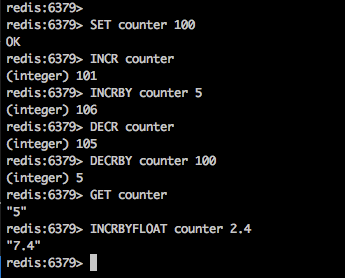 redis:6379>
redis:6379> SET counter 100
OK
redis:6379> INCR counter
(integer) 101
redis:6379> INCRBY counter 5
(integer) 106
redis:6379> DECR counter
(integer) 105
redis:6379> DECRBY counter 100
(integer) 5
redis:6379> GET counter
"5"
redis:6379> INCRBYFLOAT counter 2.4
"7.4"
redis:6379>